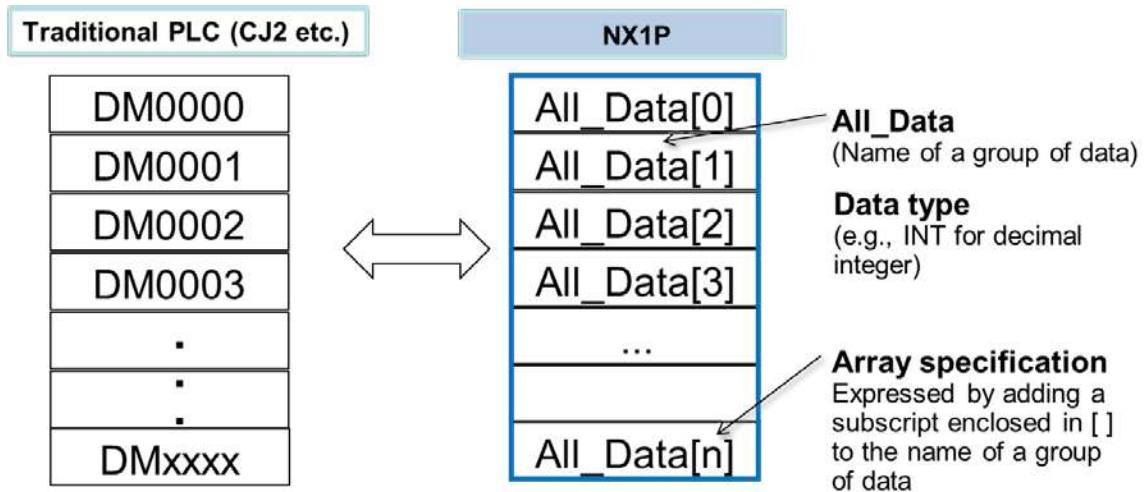 Traditional PLC (CJ2 etc.)
NX1P
DM0000
DM0001
DM0002
DM0003
.
.
.
DMxxxx
All_Data[0]
All_Data[1]
All_Data[2]
All_Data[3]
...
All_Data[n]
All_Data
(Name of a group of data)
Data type
(e.g., INT for decimal
integer)
Array specification
Expressed by adding a
subscript enclosed in [ ]
to the name of a group
of data